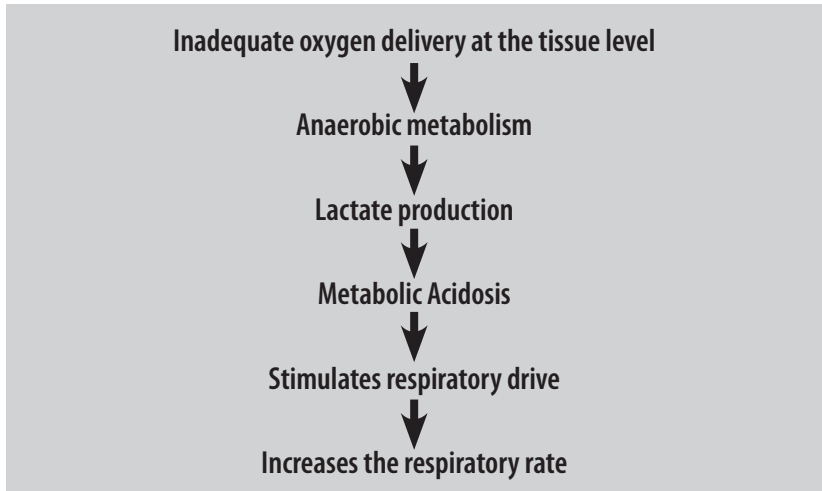 Inadequate oxygen delivery at the tissue level
Anaerobic metabolism
Lactate production
Metabolic Acidosis
Stimulates respiratory drive
Increases the respiratory rate